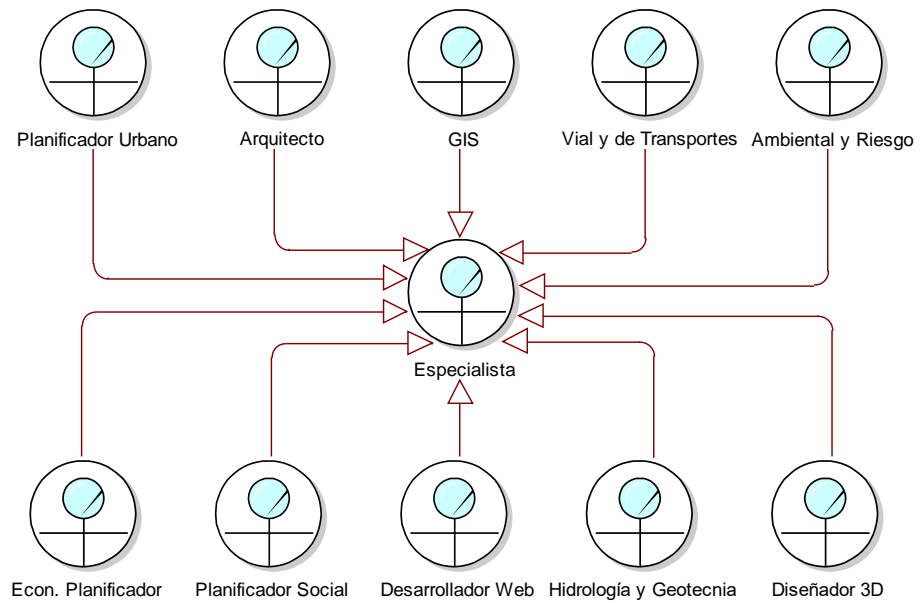 Planificador Urbano
Arquitecto
GIS
Vial y de Transportes
Ambiental y Riesgo
Especialista
Econ. Planificador
Planificador Social
Desarrollador Web
Hidrología y Geotecnia
Diseñador 3D